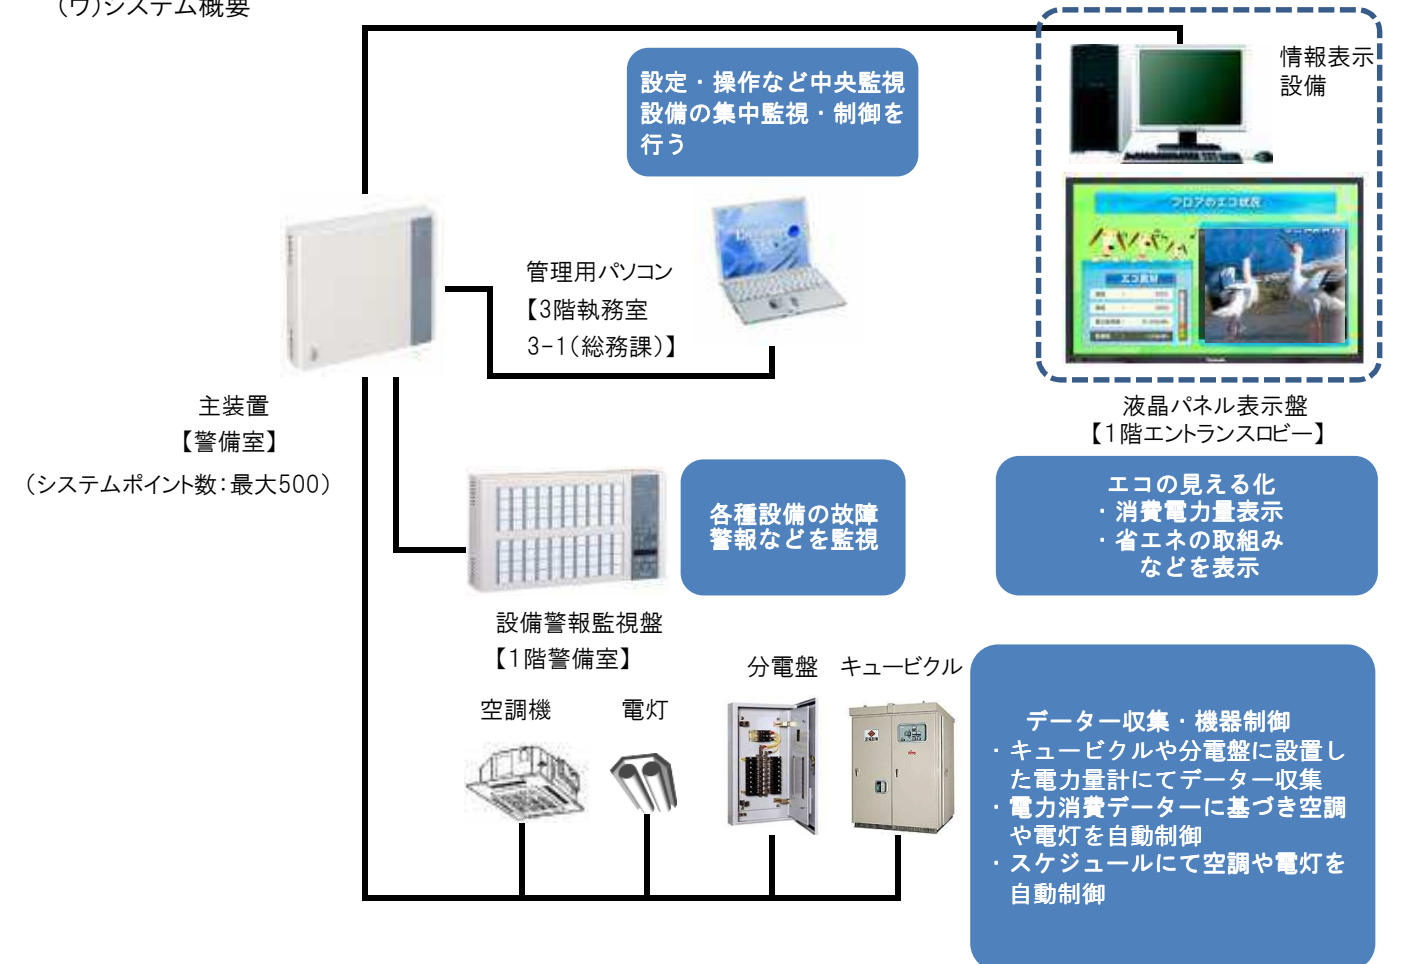 (ウ)システム概要
設定・操作など中央監視
設備の集中監視・制御を
行う
情報表示
設備
フロアのエコ状況
管理用パソコン
【3階執務室
3-1(総務課)】
主装置
【警備室】
(システムポイント数:最大500)
液晶パネル表示盤
【1階エントランスロビー】
各種設備の故障
警報などを監視
エコの見える化
・消費電力量表示
・省エネの取組み
などを表示
設備警報監視盤
【1階警備室】
空調機
電灯
分電盤
キュービクル
データー収集・機器制御
・キュービクルや分電盤に設置し
た電力量計にてデーター収集
・電力消費データーに基づき空調
や電灯を自動制御
・スケジュールにて空調や電灯を
自動制御